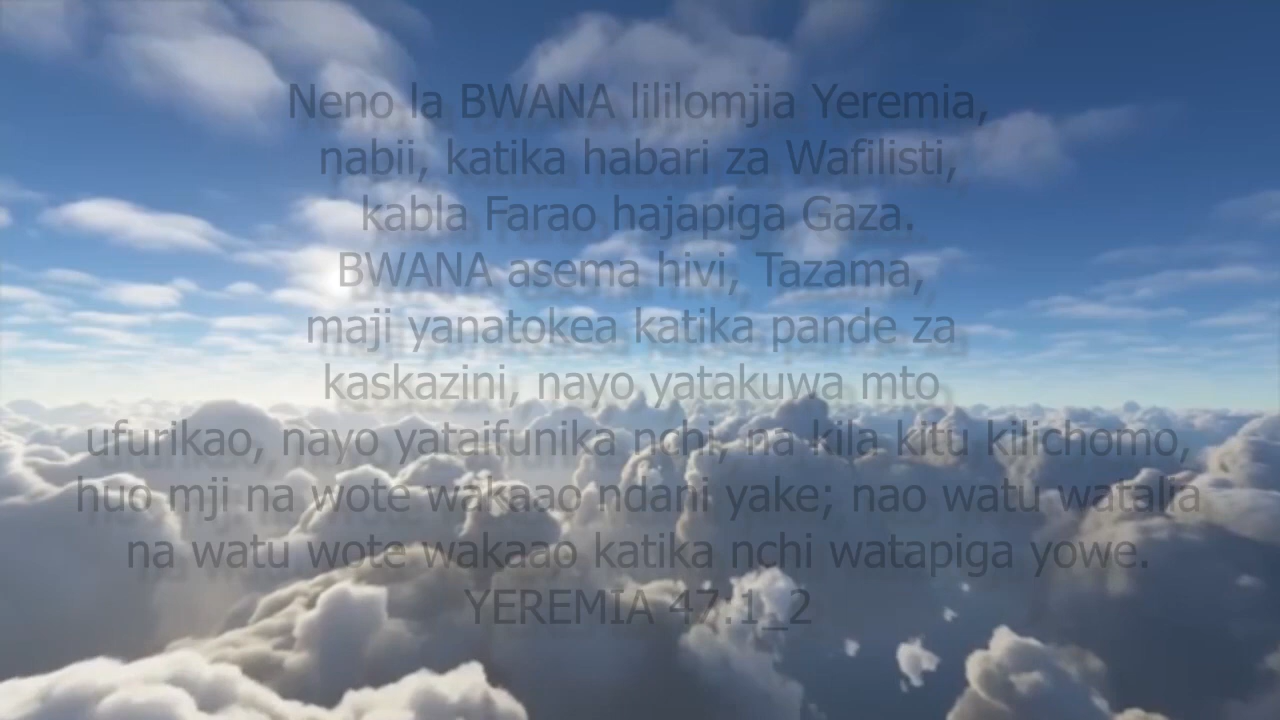 Neno la BWANA lililomjia Yeremia,
nabii, katika habari za Wafilisti,
kabla Farao hajapiga Gaza.
BWANA asema hivi, Tazama,
maji yanatokea katika pande za
kaskazini, nayo yatakuwa mto
ufurikao, nayo yataifunika nchi, na kila kitu kilichomo,
huo mji na wote wakaao ndani yake; nao watu watalia
na watu wote wakaao katika nchi watapiga yowe.
YEREMIA 47.1_2